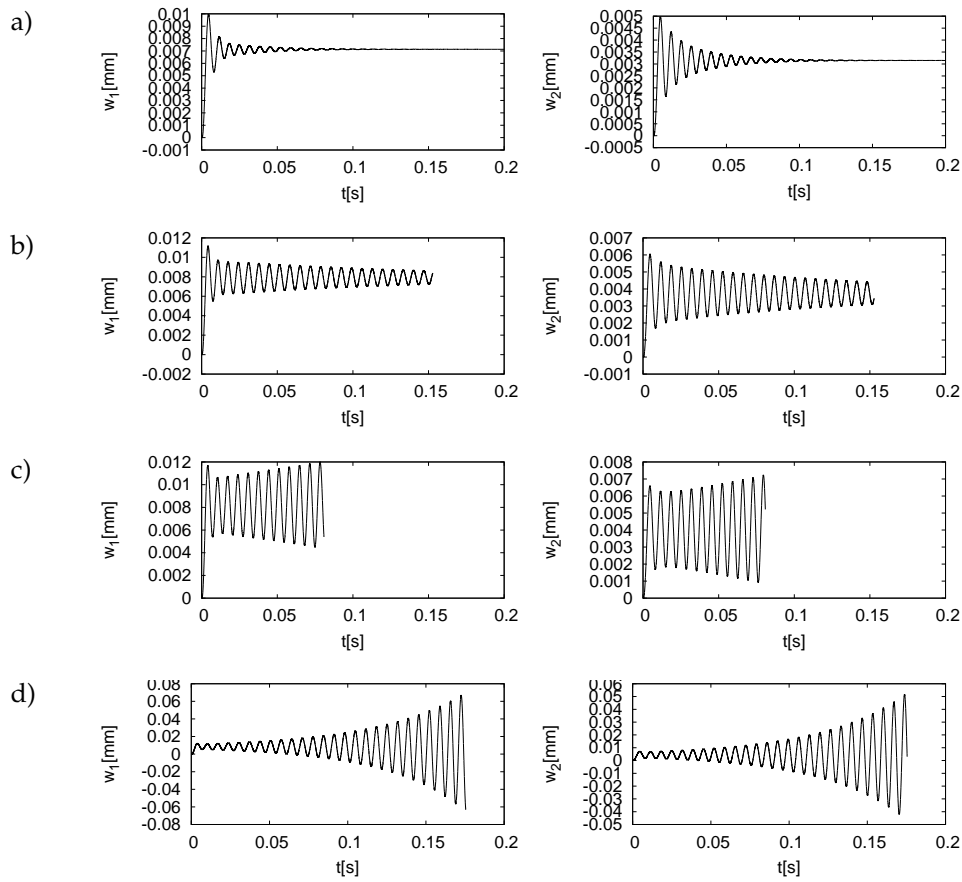 a)
w1[mm]
0.01
0.009
0.008
0.007
0.006
0.005
0.004
0.003
0.002
0.001
0
-0.001
0 0.05 0.1 0.15 0.2
t[s]
w2[mm]
0.005
0.0045
0.004
0.0035
0.003
0.0025
0.002
0.0015
0.001
0.0005
0
-0.0005
0 0.05 0.1 0.15 0.2
t[s]
b)
w1[mm]
0.012
0.01
0.008
0.006
0.004
0.002
0
-0.002
0 0.05 0.1 0.15 0.2
t[s]
w2[mm]
0.007
0.006
0.005
0.004
0.003
0.002
0.001
0
-0.001
0 0.05 0.1 0.15 0.2
t[s]
c)
w1[mm]
0.012
0.01
0.008
0.006
0.004
0.002
0
0 0.05 0.1 0.15 0.2
t[s]
w2[mm]
0.008
0.007
0.006
0.005
0.004
0.003
0.002
0.001
0
0 0.05 0.1 0.15 0.2
t[s]
d)
w1[mm]
0.08
0.06
0.04
0.02
0
-0.02
-0.04
-0.06
-0.08
0 0.05 0.1 0.15 0.2
t[s]
w2[mm]
0.06
0.05
0.04
0.03
0.02
0.01
0
-0.01
-0.02
-0.03
-0.04
-0.05
0 0.05 0.1 0.15 0.2
t[s]